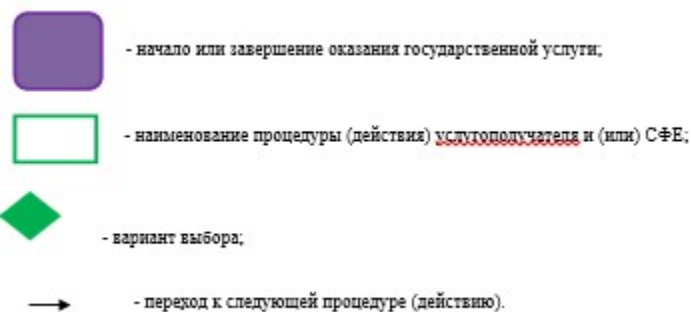 - начало или завершение оказания государственной услуги;
- наименование процедуры (действия) услугополучателя и (или) СФЕ;
- вариант выбора;
- переход к следующей процедуре (действию).